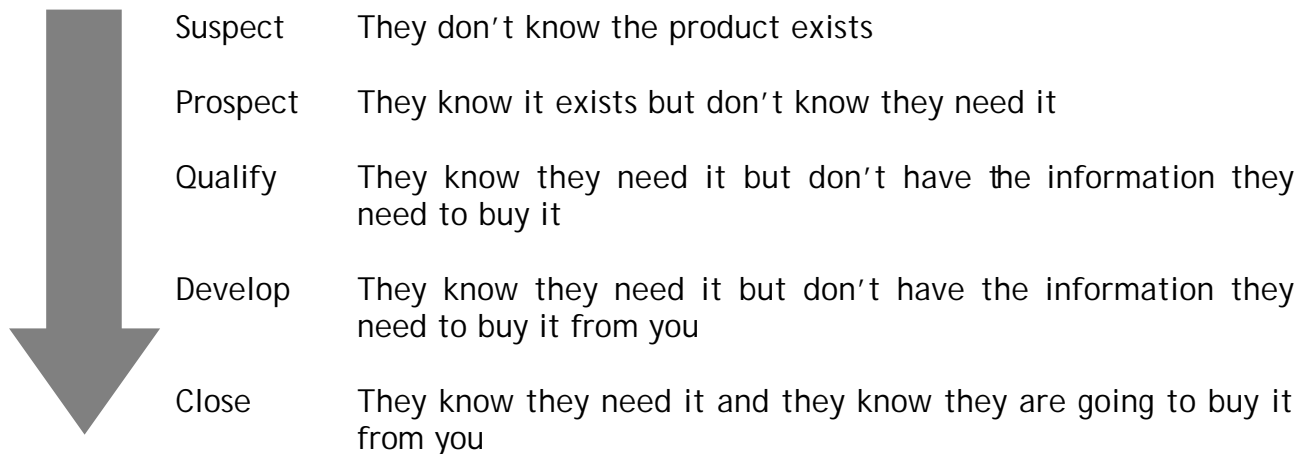 Suspect They don’t know the product exists
Prospect They know it exists but don’t know they need it
Qualify They know they need it but don’t have the information they
need to buy it
Develop They know they need it but don’t have the information they
need to buy it from you
Close They know they need it and they know they are going to buy it
from you